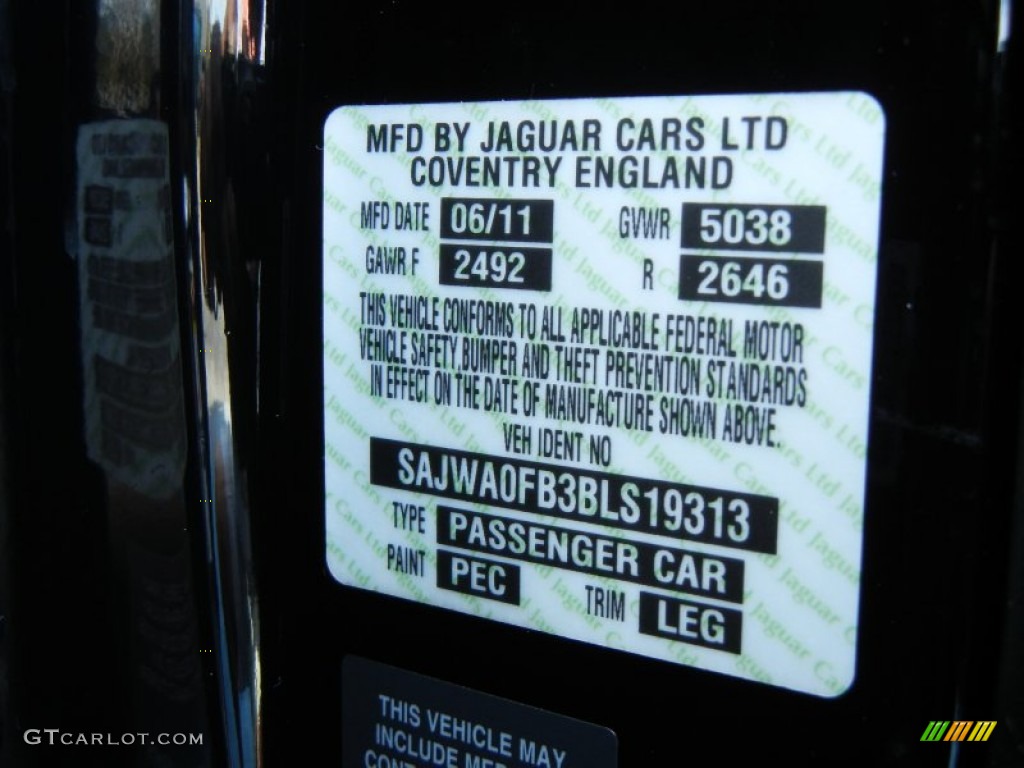 MFD BY JAGUAR CARS LTD
COVENTRY ENGLAND
MFD DATE 06/11 GVWR 5038
GAWR F 2492 R 2646
THIS VEHICLE CONFORMS TO ALL APPLICABLE FEDERAL MOTOR
VEHICLE SAFETY,BUMPER AND THEFT PREVENTION STANDARDS
IN EFFECT ON THE DATE OF MANUFACTURE SHOWN ABOVE.
VEH IDENT NO
SAJWA0FB3BLS19313
TYPE PASSENGER CAR
PAINT PEC TRIM LEG
THIS VEHICLE MAY
INCLUDE
GTCARLOT.COM